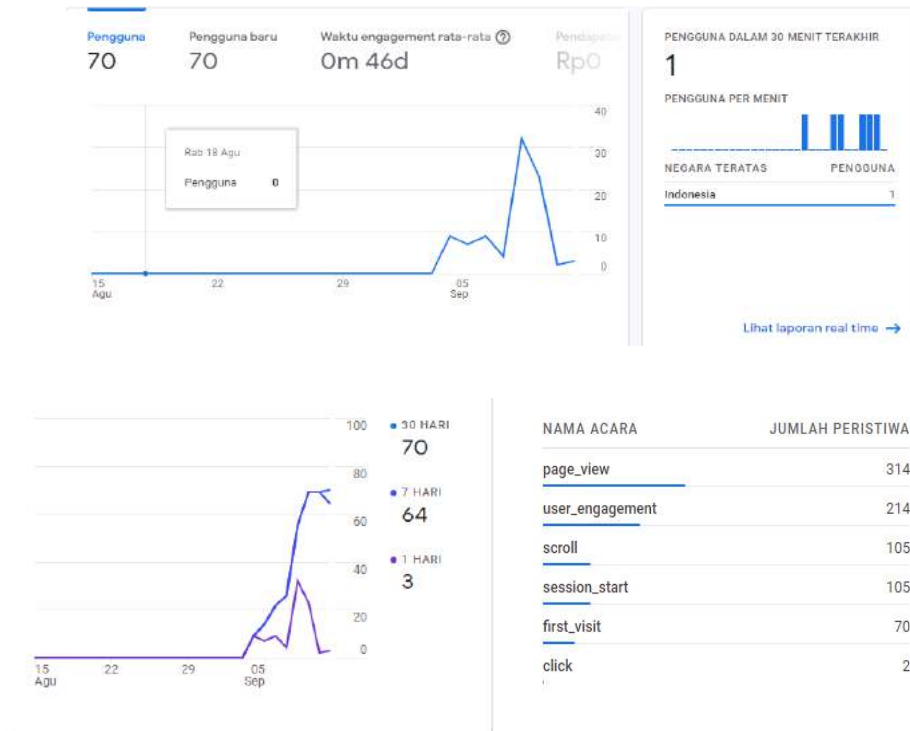 Pengguna
70
Pengguna baru
70
Waktu engagement rata-rata
0m 46d
Pendapata
Rp0
40
30
20
10
0
Rab 18 Agu
Pengguna 0
15
Agu
22
29
05
Sep
PENGGUNA DALAM 30 MENIT TERAKHIR
1
PENGGUNA PER MENIT
NEGARA TERATAS PENGGUNA
Indonesia 1
Lihat laporan real time →
100
80
60
40
20
0
15
Agu
22
29
05
Sep
• 30 HARI
70
• 7 HARI
64
• 1 HARI
3
NAMA ACARA JUMLAH PERISTIWA
page_view 314
user_engagement 214
scroll 105
session_start 105
first_visit 70
click 2